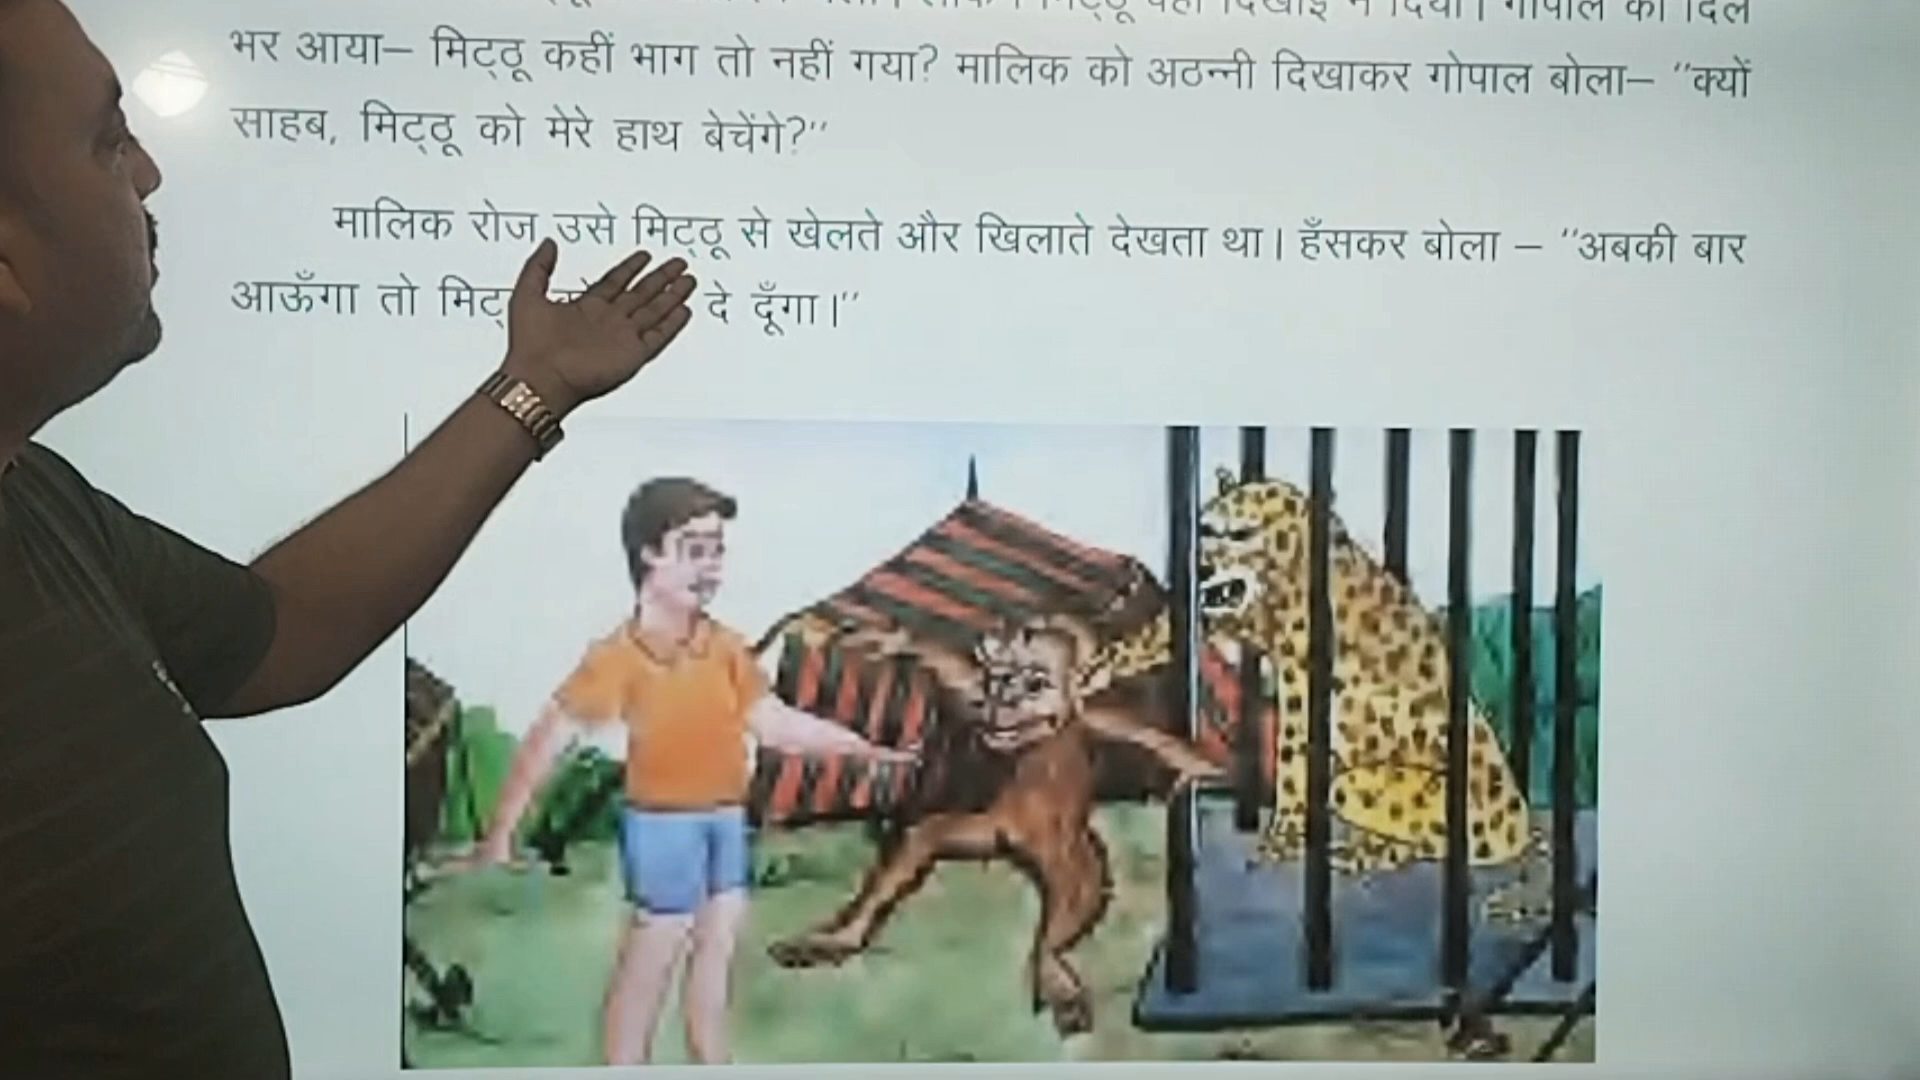 दिखाई न दिया। गोपाल का दिल
भर आया– मिट्ठू कहीं भाग तो नहीं गया? मालिक को अठन्नी दिखाकर गोपाल बोला– "क्यों
साहब, मिट्ठू को मेरे हाथ बेचेंगे?"
मालिक रोज उसे मिट्ठू से खेलते और खिलाते देखता था। हँसकर बोला – "अबकी बार
आऊँगा तो दे दूँगा।"